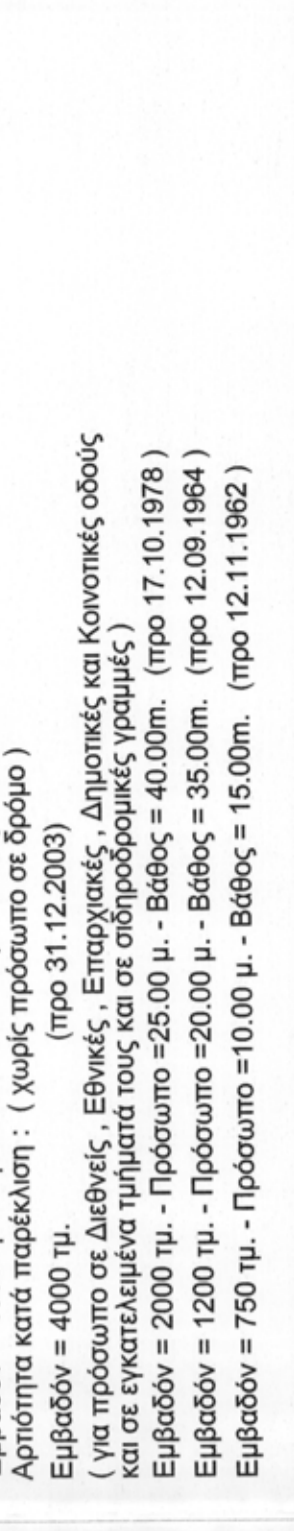 Αρτιότητα κατά παρέκλιση : ( χωρίς πρόσωπο σε δρόμο )
Εμβαδόν = 4000 τμ. (προ 31.12.2003)
( για πρόσωπο σε Διεθνείς , Εθνικές , Επαρχιακές , Δημοτικές και Κοινοτικές οδούς
και σε εγκατελειμένα τμήματά τους και σε σιδηροδρομικές γραμμές )
Εμβαδόν = 2000 τμ. - Πρόσωπο =25.00 μ. - Βάθος = 40.00m. (προ 17.10.1978 )
Εμβαδόν = 1200 τμ. - Πρόσωπο =20.00 μ. - Βάθος = 35.00m. (προ 12.09.1964 )
Εμβαδόν = 750 τμ. - Πρόσωπο =10.00 μ. - Βάθος = 15.00m. (προ 12.11.1962 )